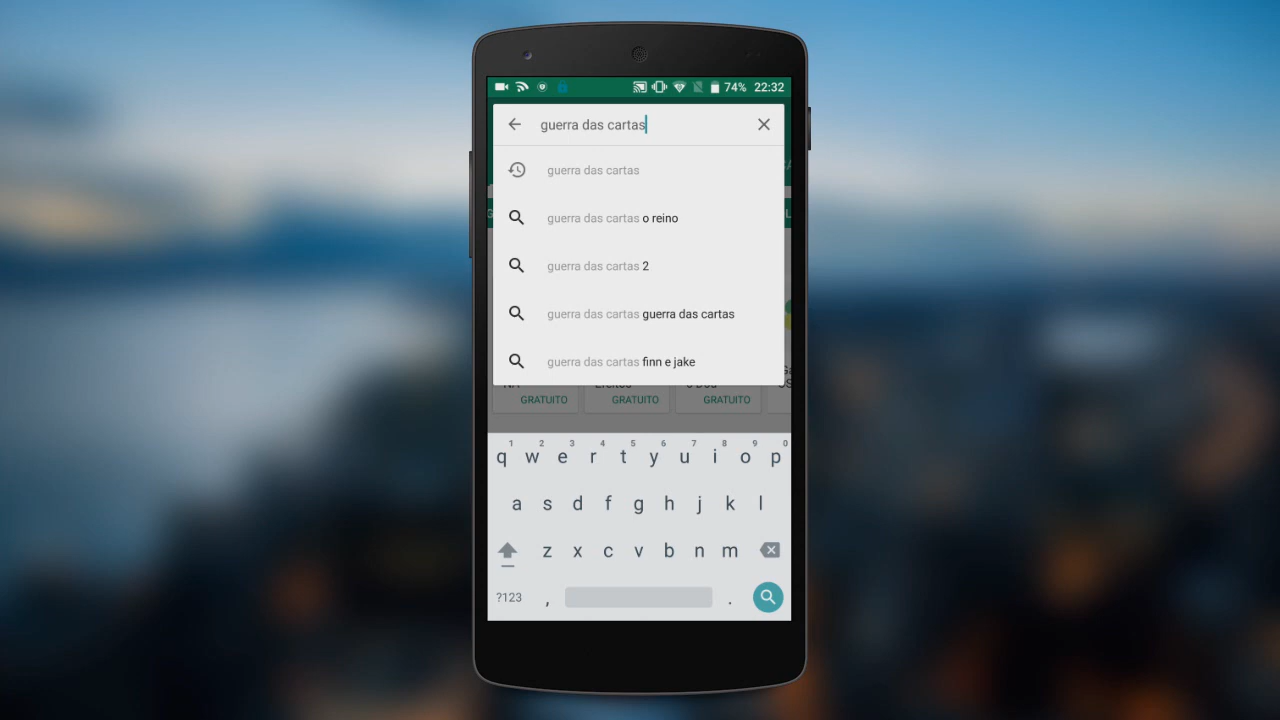 74% 22:32
guerra das cartas
guerra das cartas
guerra das cartas o reino
guerra das cartas 2
guerra das cartas guerra das cartas
guerra das cartas finn e jake
GRATUITO GRATUITO GRATUITO
1 2 3 4 5 6 7 8 9 0
q w e r t y u i o p
a s d f g h j k l
z x c v b n m
?123 , .